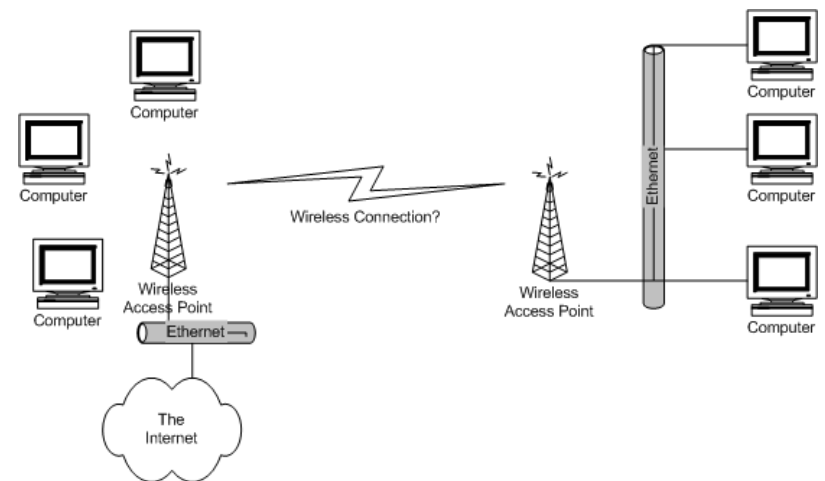 Computer
Computer
Computer
Wireless
Access Point
Ethernet
The
Internet
Wireless Connection?
Wireless
Access Point
Ethernet
Computer
Computer
Computer